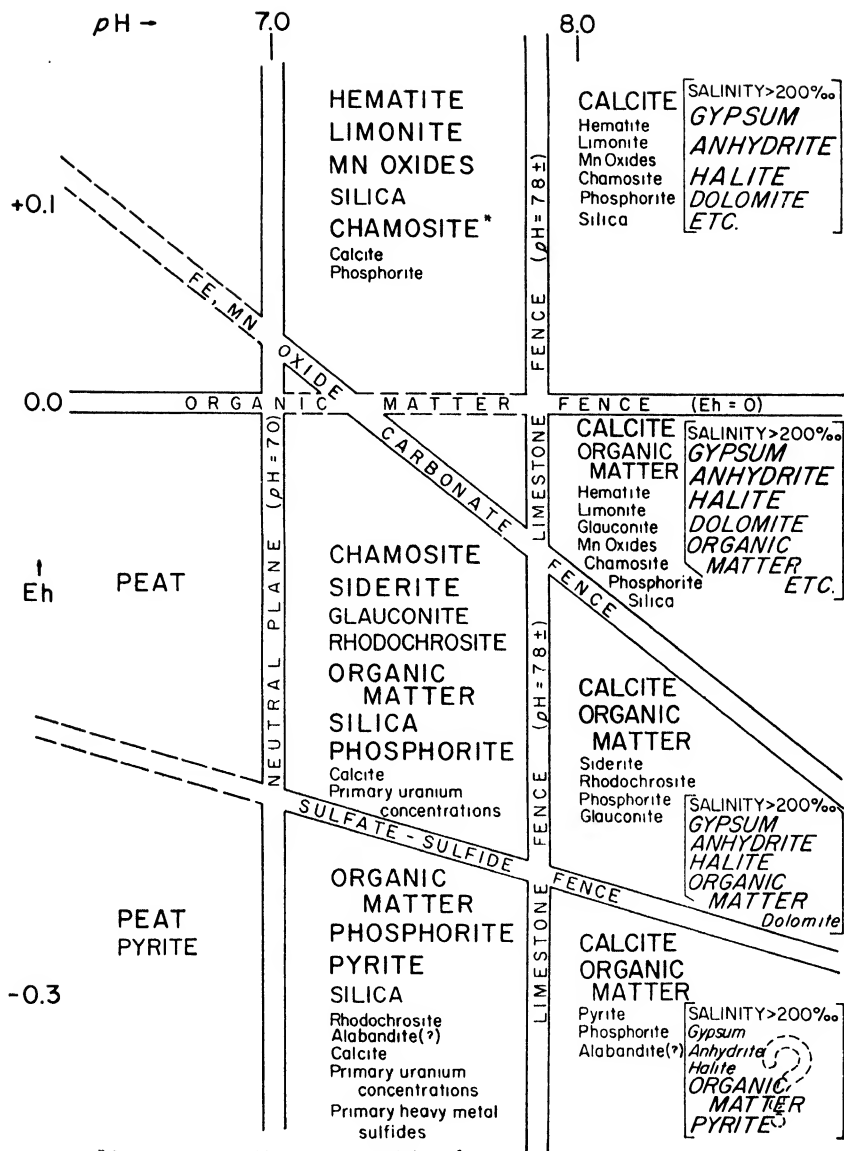 pH → 7.0 8.0
HEMATITE
LIMONITE
MN OXIDES
SILICA
CHAMOSITE*
Calcite
Phosphorite
CALCITE
Hematite
Limonite
Mn Oxides
Chamosite
Phosphorite
Silica
SALINITY>200‰
GYPSUM
ANHYDRITE
HALITE
DOLOMITE
ETC.
+0.1
0.0
Eh
↑
-0.3
FE, MN OXIDE CARBONATE FENCE
ORGANIC MATTER FENCE (Eh = 0)
NEUTRAL PLANE (pH = 7.0)
LIMESTONE FENCE (pH = 7.8 ±)
LIMESTONE FENCE (pH = 7.8 ±)
SULFATE-SULFIDE FENCE
CALCITE
ORGANIC
MATTER
Hematite
Limonite
Glauconite
Mn Oxides
Chamosite
Phosphorite
Silica
SALINITY>200‰
GYPSUM
ANHYDRITE
HALITE
DOLOMITE
ORGANIC
MATTER
ETC.
PEAT
CHAMOSITE
SIDERITE
GLAUCONITE
RHODOCHROSITE
ORGANIC
MATTER
SILICA
PHOSPHORITE
Calcite
Primary uranium
concentrations
CALCITE
ORGANIC
MATTER
Siderite
Rhodochrosite
Phosphorite
Glauconite
SALINITY>200‰
GYPSUM
ANHYDRITE
HALITE
ORGANIC
MATTER
Dolomite
PEAT
PYRITE
ORGANIC
MATTER
PHOSPHORITE
PYRITE
SILICA
Rhodochrosite
Alabandite(?)
Calcite
Primary uranium
concentrations
Primary heavy metal
sulfides
LIMESTONE
CALCITE
ORGANIC
MATTER
Pyrite
Phosphorite
Alabandite(?)
SALINITY>200‰
Gypsum
Anhydrite
Halite
ORGANIC
MATTER
PYRITE
?